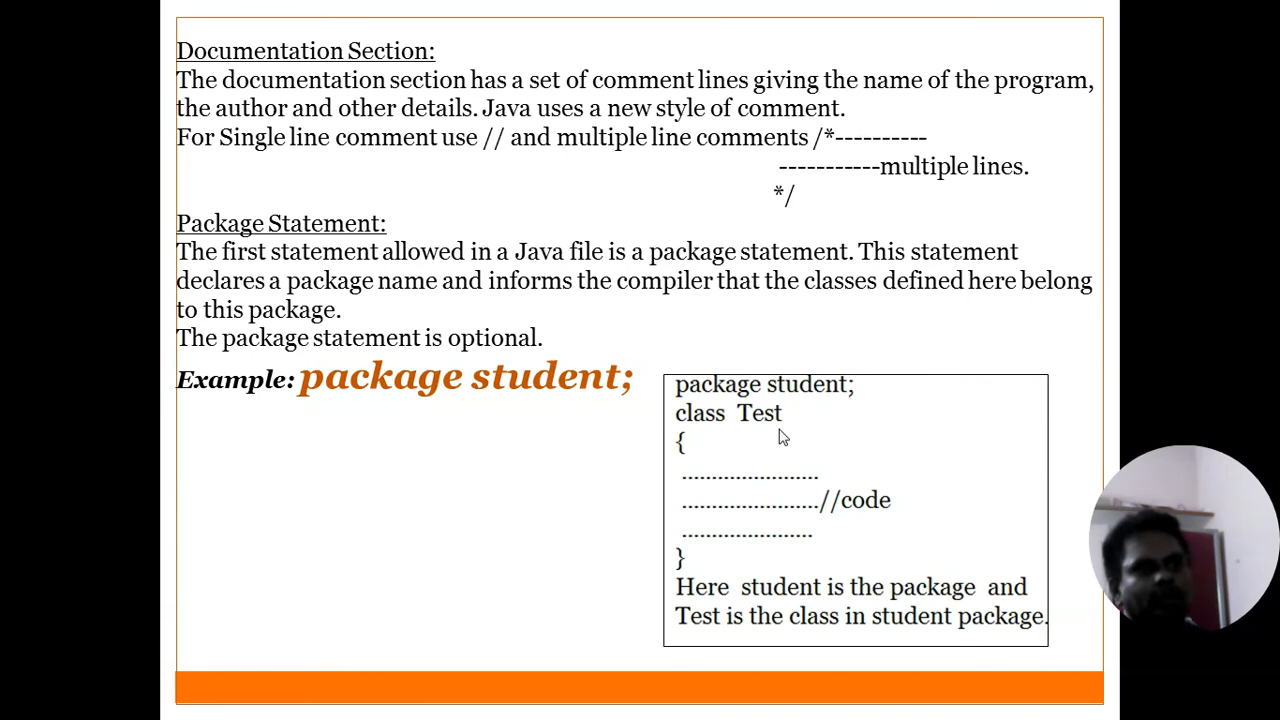 Documentation Section:
The documentation section has a set of comment lines giving the name of the program,
the author and other details. Java uses a new style of comment.
For Single line comment use // and multiple line comments /*----------
-----------multiple lines.
*/
Package Statement:
The first statement allowed in a Java file is a package statement. This statement
declares a package name and informs the compiler that the classes defined here belong
to this package.
The package statement is optional.
Example: package student;
package student;
class Test
{
.......................
.......................//code
......................
}
Here student is the package and
Test is the class in student package.